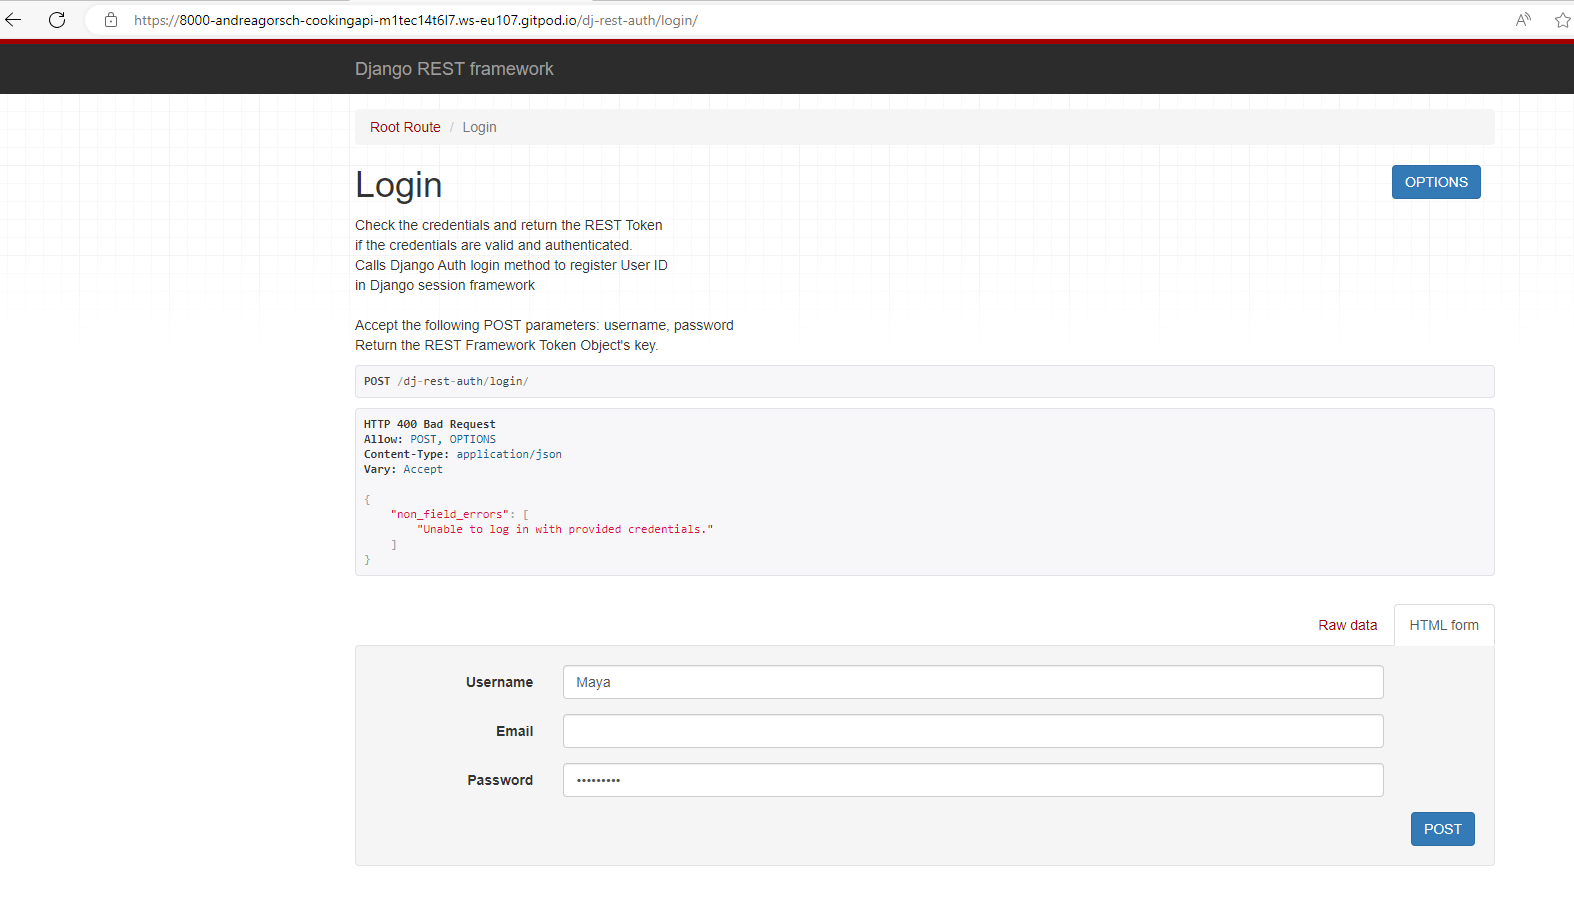 https://8000-andreagorsch-cookingapi-m1tec14t6l7.ws-eu107.gitpod.io/dj-rest-auth/login/
Django REST framework
Root Route / Login
Login
OPTIONS
Check the credentials and return the REST Token
if the credentials are valid and authenticated.
Calls Django Auth login method to register User ID
in Django session framework
Accept the following POST parameters: username, password
Return the REST Framework Token Object's key.
POST /dj-rest-auth/login/
HTTP 400 Bad Request
Allow: POST, OPTIONS
Content-Type: application/json
Vary: Accept
{
"non_field_errors": [
"Unable to log in with provided credentials."
]
}
Raw data
HTML form
Username
Maya
Email
Password
•••••••••
POST